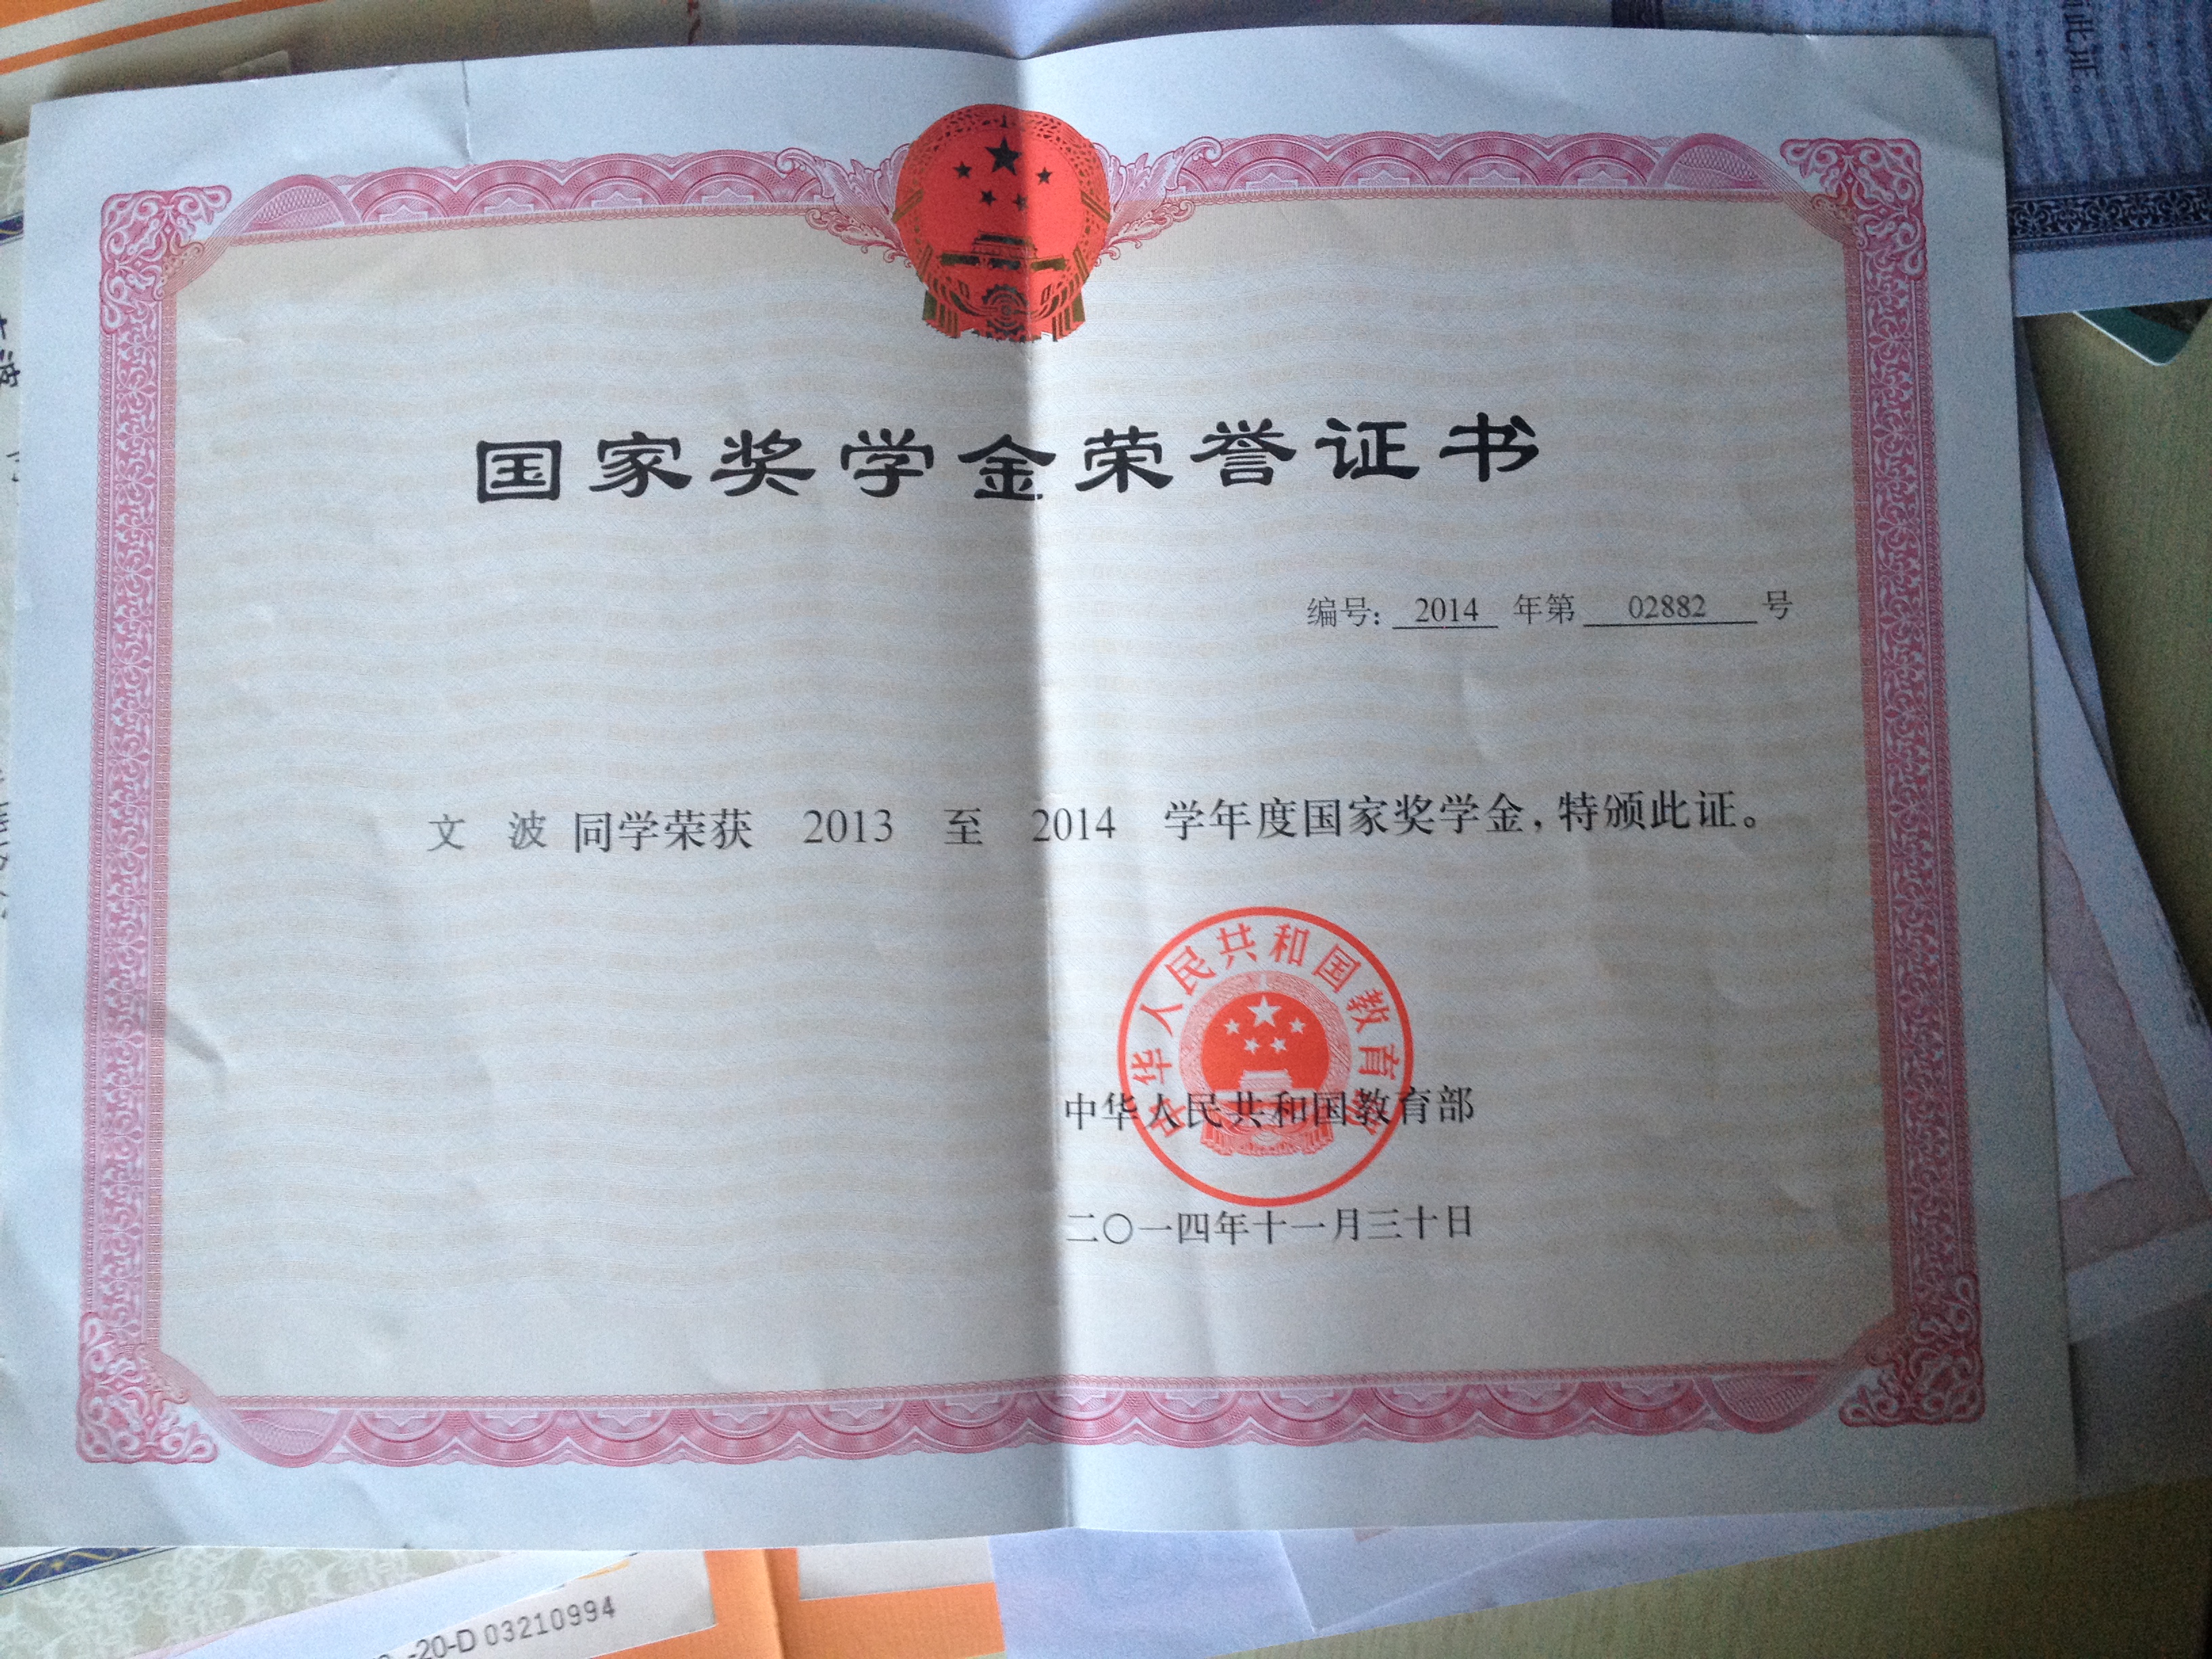 国家奖学金荣誉证书
编号: 2014 年第 02882 号
文 波 同学荣获 2013 至 2014 学年度国家奖学金,特颁此证。
中华人民共和国教育部
中华人民共和国教育部
二〇一四年十一月三十日
-20-D 03210994
此证。
波